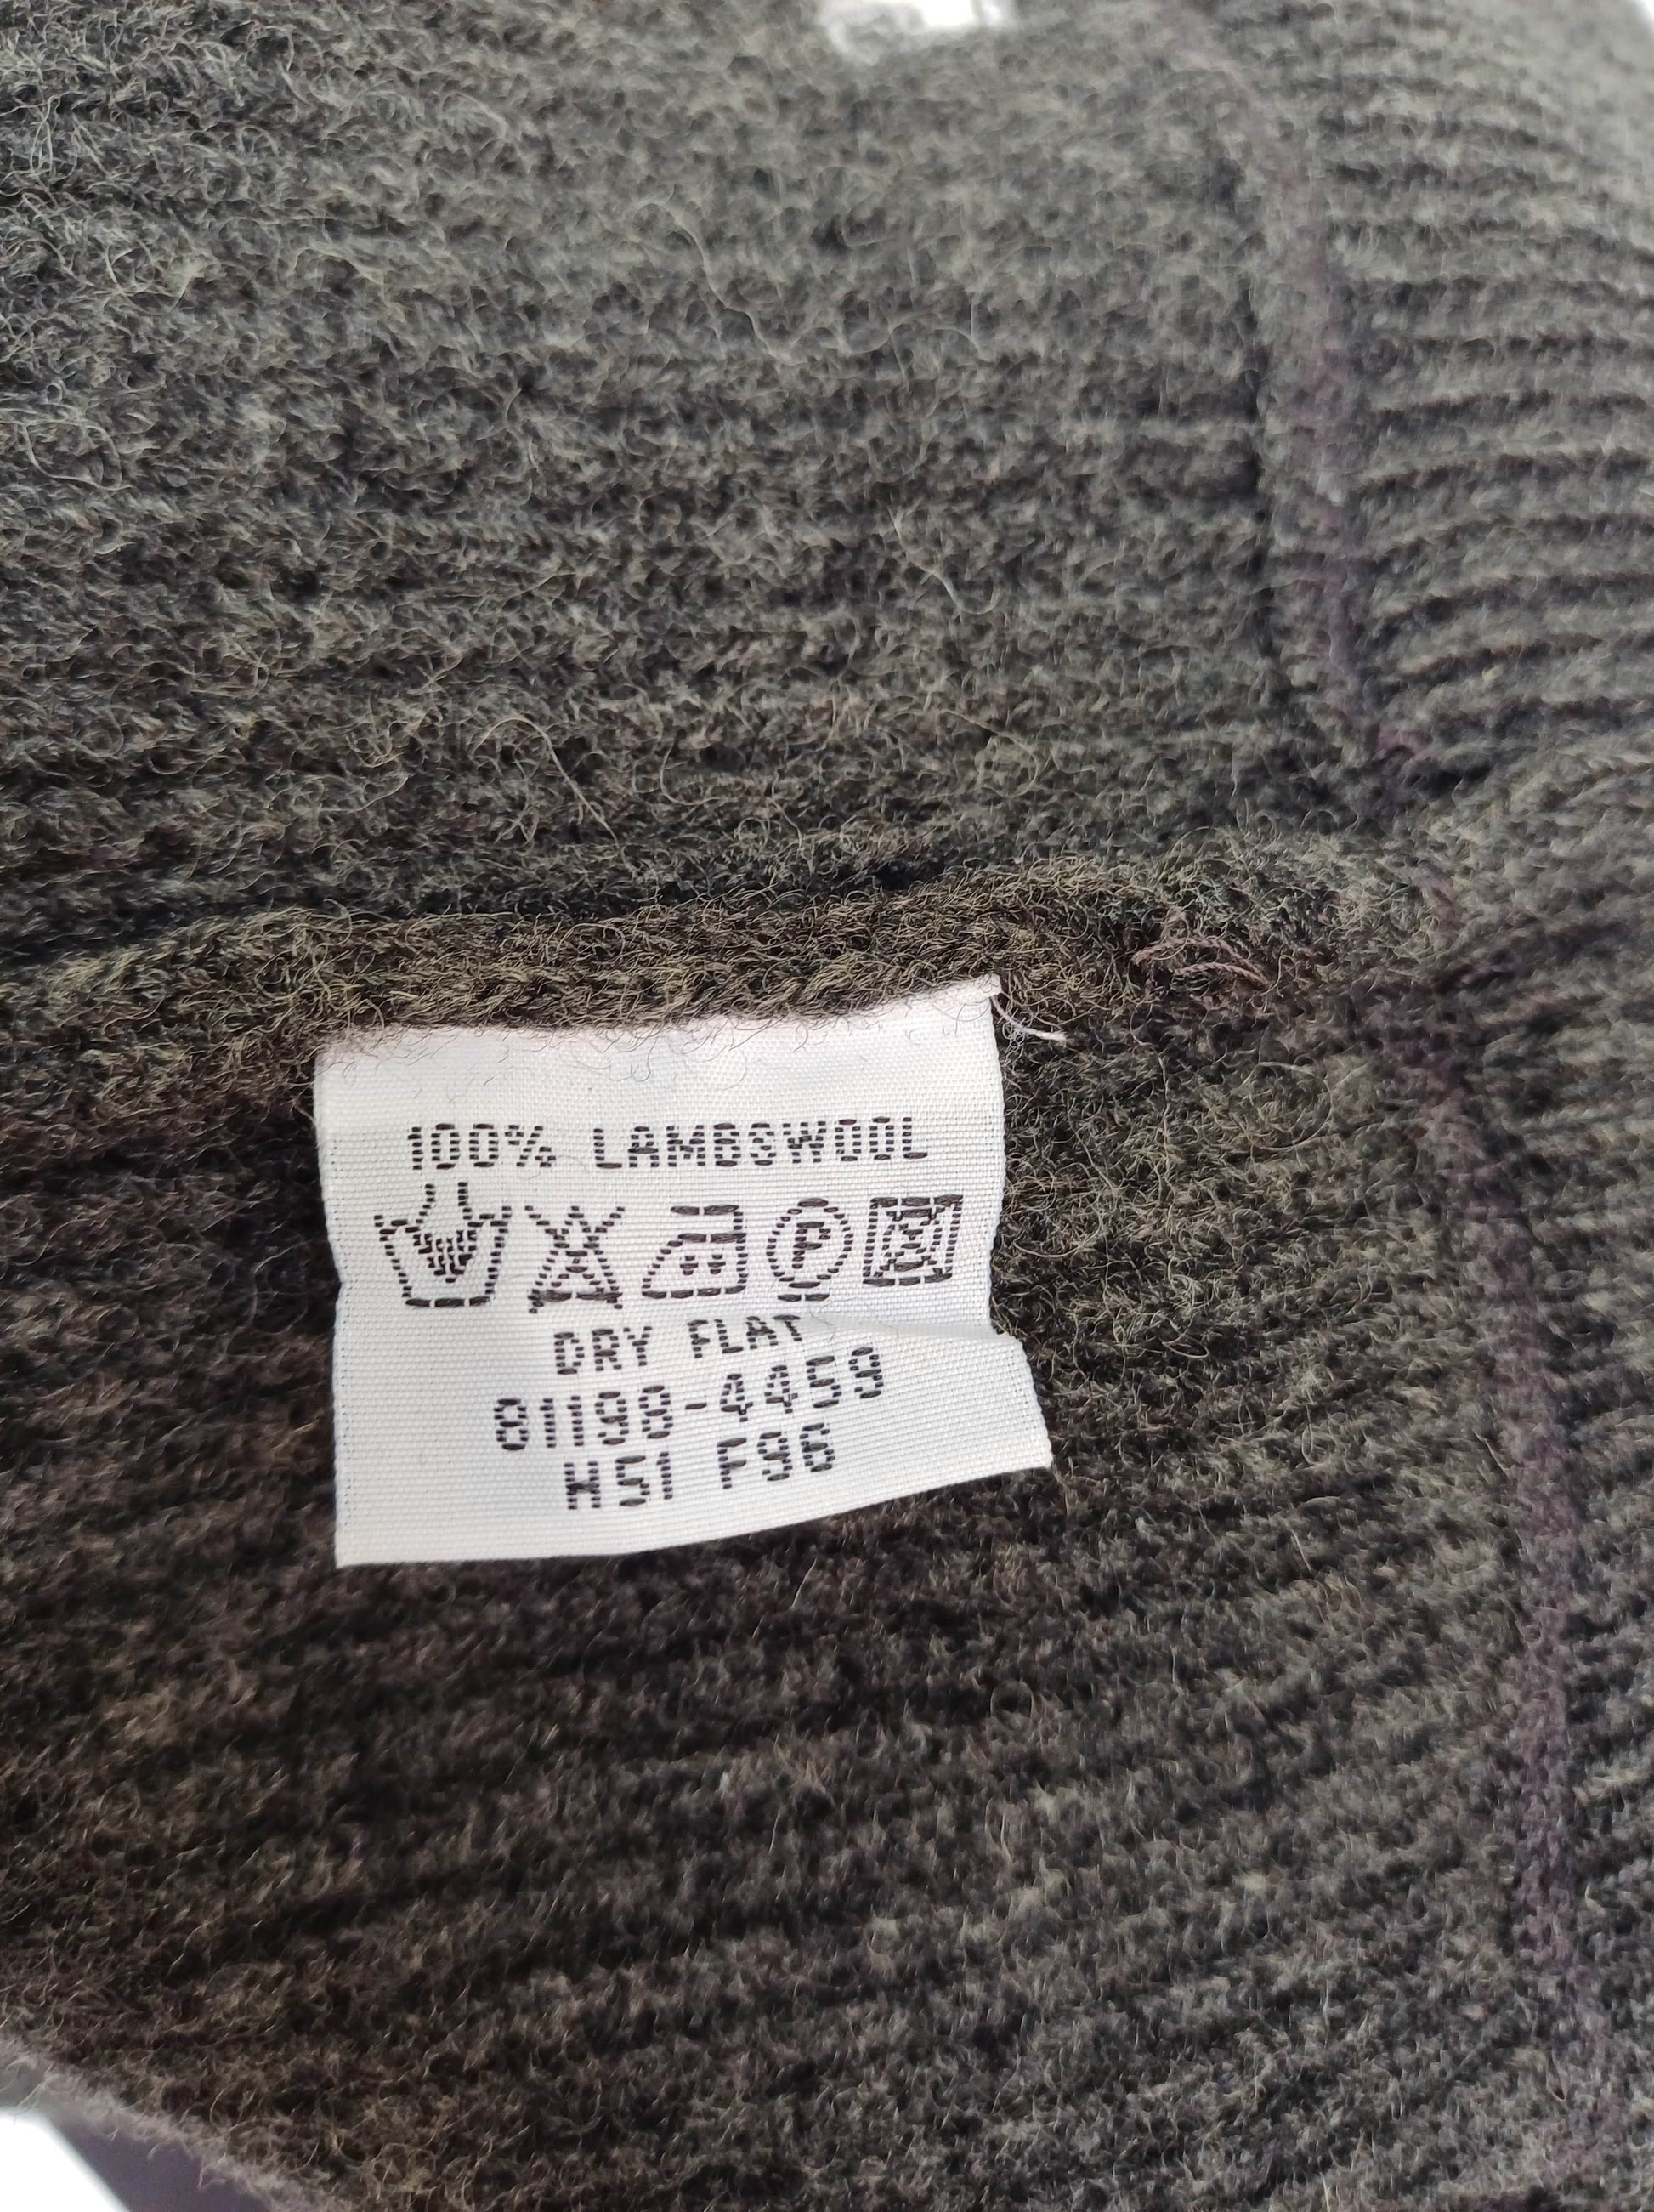 100% LAMBSWOOL
P
DRY FLAT
81198-4459
H51 F96